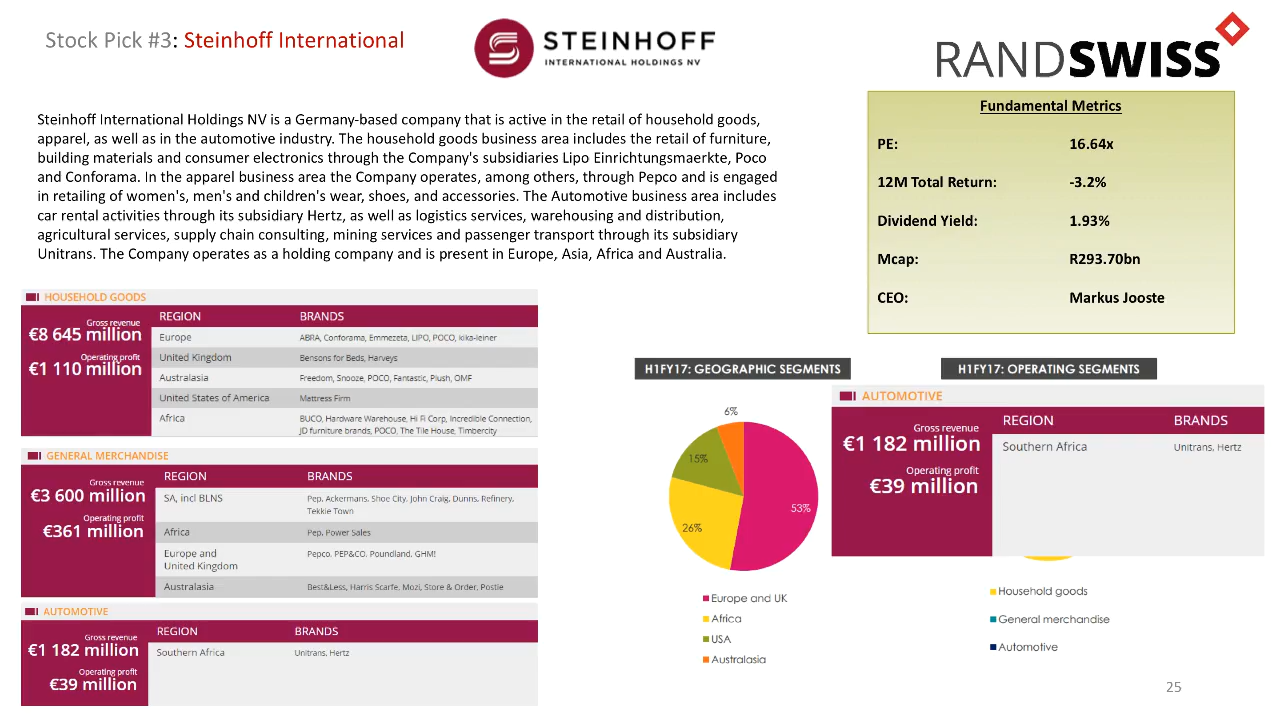 Stock Pick #3: Steinhoff International
STEINHOFF
INTERNATIONAL HOLDINGS NV
RANDSWISS
Steinhoff International Holdings NV is a Germany-based company that is active in the retail of household goods,
apparel, as well as in the automotive industry. The household goods business area includes the retail of furniture,
building materials and consumer electronics through the Company's subsidiaries Lipo Einrichtungsmaerkte, Poco
and Conforama. In the apparel business area the Company operates, among others, through Pepco and is engaged
in retailing of women's, men's and children's wear, shoes, and accessories. The Automotive business area includes
car rental activities through its subsidiary Hertz, as well as logistics services, warehousing and distribution,
agricultural services, supply chain consulting, mining services and passenger transport through its subsidiary
Unitrans. The Company operates as a holding company and is present in Europe, Asia, Africa and Australia.
Fundamental Metrics
PE: 16.64x
12M Total Return: -3.2%
Dividend Yield: 1.93%
Mcap: R293.70bn
CEO: Markus Jooste
HOUSEHOLD GOODS
Gross revenue
€8 645 million
Operating profit
€1 110 million
REGION BRANDS
Europe ABRA, Conforama, Emmezeta, LIPO, POCO, kika-leiner
United Kingdom Bensons for Beds, Harveys
Australasia Freedom, Snooze, POCO, Fantastic, Plush, OMF
United States of America Mattress Firm
Africa BUCO, Hardware Warehouse, Hi Fi Corp, Incredible Connection,
JD furniture brands, POCO, The Tile House, Timbercity
GENERAL MERCHANDISE
Gross revenue
€3 600 million
Operating profit
€361 million
REGION BRANDS
SA, incl BLNS Pep, Ackermans, Shoe City, John Craig, Dunns, Refinery,
Tekkie Town
Africa Pep, Power Sales
Europe and
United Kingdom Pepco, PEP&CO, Poundland, GHM!
Australasia Best&Less, Harris Scarfe, Mozi, Store & Order, Postie
AUTOMOTIVE
Gross revenue
€1 182 million
Operating profit
€39 million
REGION BRANDS
Southern Africa Unitrans, Hertz
H1FY17: GEOGRAPHIC SEGMENTS
6%
15%
53%
26%
Europe and UK
Africa
USA
Australasia
H1FY17: OPERATING SEGMENTS
AUTOMOTIVE
Gross revenue
€1 182 million
Operating profit
€39 million
REGION BRANDS
Southern Africa Unitrans, Hertz
Household goods
General merchandise
Automotive
25